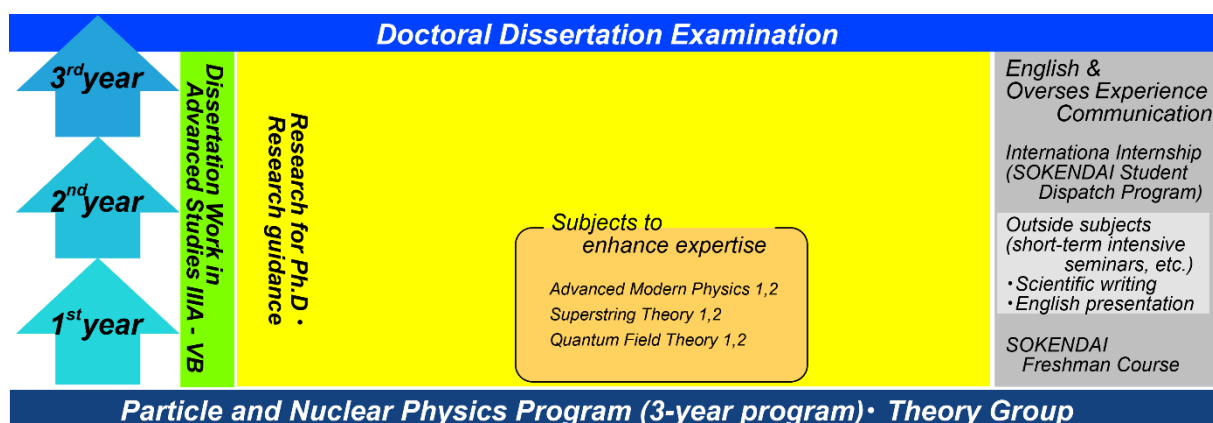 Doctoral Dissertation Examination
3rd year
2nd year
1st year
Dissertation Work in
Advanced Studies IIIA - VB
Research for Ph.D・
Research guidance
Subjects to
enhance expertise
Advanced Modern Physics 1,2
Superstring Theory 1,2
Quantum Field Theory 1,2
English &
Overses Experience
Communication
Internationa Internship
(SOKENDAI Student
Dispatch Program)
Outside subjects
(short-term intensive
seminars, etc.)
・Scientific writing
・English presentation
SOKENDAI
Freshman Course
Particle and Nuclear Physics Program (3-year program)・ Theory Group